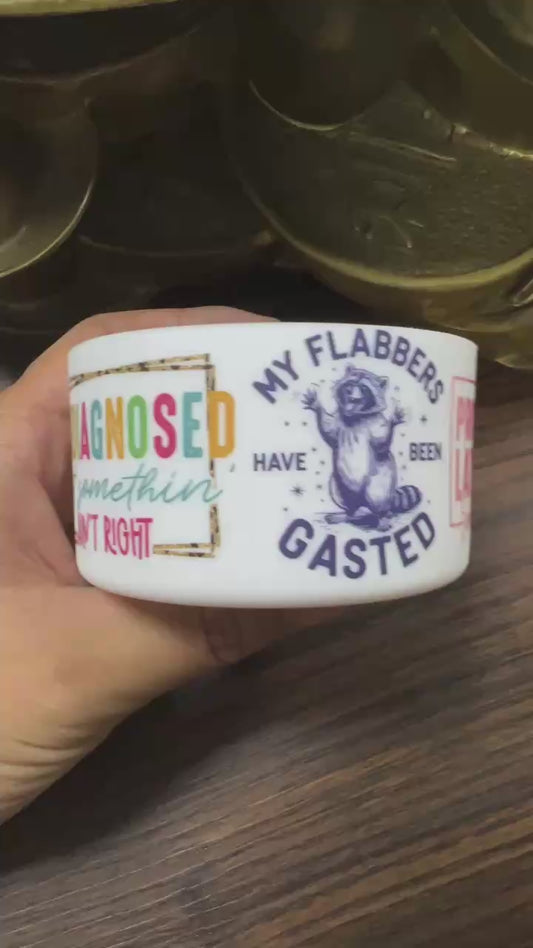 AGNOSED
somethin
N'T RIGHT
MY FLABBERS
HAVE BEEN
GASTED